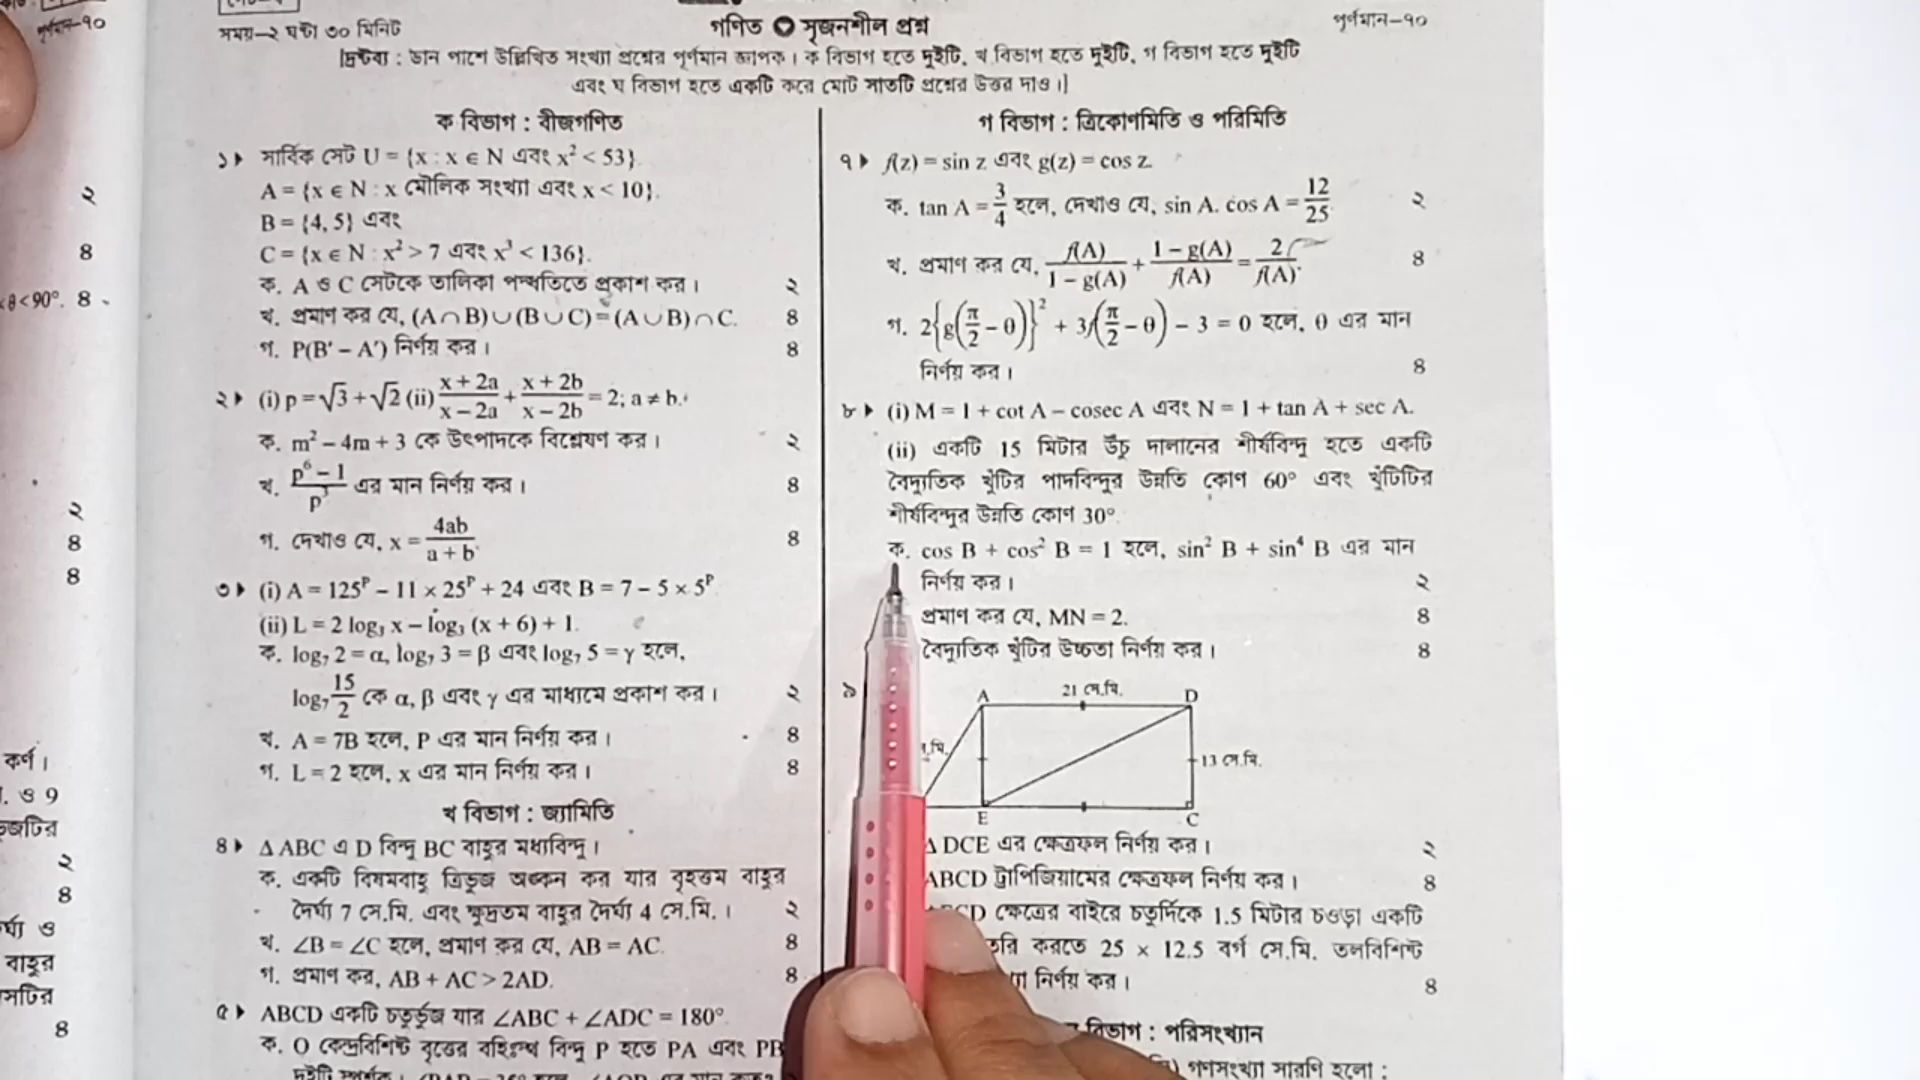 পূর্ণমান–৭০
সময়—২ ঘণ্টা ৩০ মিনিট
গণিত ✪ সৃজনশীল প্রশ্ন
পূর্ণমান–৭০
[দ্রষ্টব্য : ডান পাশে উল্লিখিত সংখ্যা প্রশ্নের পূর্ণমান জ্ঞাপক। ক বিভাগ হতে দুইটি, খ বিভাগ হতে দুইটি, গ বিভাগ হতে দুইটি
এবং ঘ বিভাগ হতে একটি করে মোট সাতটি প্রশ্নের উত্তর দাও।]
২
৪
θ < 90°. ৪
২
৪
৪
কর্ণ।
. ও 9
২
৪
র্ঘ্য ও
বাহুর
৪
ক বিভাগ : বীজগণিত
১▶ সার্বিক সেট U = {x : x ∈ N এবং x² < 53}.
A = {x ∈ N : x মৌলিক সংখ্যা এবং x < 10}.
B = {4, 5} এবং
C = {x ∈ N : x² > 7 এবং x³ < 136}.
ক. A ও C সেটকে তালিকা পদ্ধতিতে প্রকাশ কর। ২
খ. প্রমাণ কর যে, (A ∩ B) ∪ (B ∪ C) = (A ∪ B) ∩ C. ৪
গ. P(B′ – A′) নির্ণয় কর। ৪
২▶ (i) p = √3 + √2 (ii) (x + 2a)/(x – 2a) + (x + 2b)/(x – 2b) = 2; a ≠ b.
ক. m² – 4m + 3 কে উৎপাদকে বিশ্লেষণ কর। ২
খ. (p⁶ – 1)/p³ এর মান নির্ণয় কর। ৪
গ. দেখাও যে, x = 4ab/(a + b). ৪
৩▶ (i) A = 125ᵖ – 11 × 25ᵖ + 24 এবং B = 7 – 5 × 5ᵖ.
(ii) L = 2 log₃ x – log₃ (x + 6) + 1.
ক. log₇ 2 = α, log₇ 3 = β এবং log₇ 5 = γ হলে,
log₇ 15/2 কে α, β এবং γ এর মাধ্যমে প্রকাশ কর। ২
খ. A = 7B হলে, P এর মান নির্ণয় কর। ৪
গ. L = 2 হলে, x এর মান নির্ণয় কর। ৪
খ বিভাগ : জ্যামিতি
৪▶ Δ ABC এ D বিন্দু BC বাহুর মধ্যবিন্দু।
ক. একটি বিষমবাহু ত্রিভুজ অঙ্কন কর যার বৃহত্তম বাহুর
দৈর্ঘ্য 7 সে.মি. এবং ক্ষুদ্রতম বাহুর দৈর্ঘ্য 4 সে.মি.। ২
খ. ∠B = ∠C হলে, প্রমাণ কর যে, AB = AC. ৪
গ. প্রমাণ কর, AB + AC > 2AD. ৪
৫▶ ABCD একটি চতুর্ভুজ যার ∠ABC + ∠ADC = 180°.
ক. O কেন্দ্রবিশিষ্ট বৃত্তের বহিঃস্থ বিন্দু P হতে PA এবং PB
গ বিভাগ : ত্রিকোণমিতি ও পরিমিতি
৭▶ f(z) = sin z এবং g(z) = cos z.
ক. tan A = 3/4 হলে, দেখাও যে, sin A. cos A = 12/25. ২
খ. প্রমাণ কর যে, f(A)/(1 – g(A)) + (1 – g(A))/f(A) = 2/f(A). ৪
গ. 2{g(π/2 – θ)}² + 3f(π/2 – θ) – 3 = 0 হলে, θ এর মান
নির্ণয় কর। ৪
৮▶ (i) M = 1 + cot A – cosec A এবং N = 1 + tan A + sec A.
(ii) একটি 15 মিটার উঁচু দালানের শীর্ষবিন্দু হতে একটি
বৈদ্যুতিক খুঁটির পাদবিন্দুর উন্নতি কোণ 60° এবং খুঁটিটির
শীর্ষবিন্দুর উন্নতি কোণ 30°.
ক. cos B + cos² B = 1 হলে, sin² B + sin⁴ B এর মান
নির্ণয় কর। ২
প্রমাণ কর যে, MN = 2. ৪
বৈদ্যুতিক খুঁটির উচ্চতা নির্ণয় কর। ৪
৯
A 21 সে.মি. D
13 সে.মি.
E C
Δ DCE এর ক্ষেত্রফল নির্ণয় কর। ২
ABCD ট্রাপিজিয়ামের ক্ষেত্রফল নির্ণয় কর। ৪
ক্ষেত্রের বাইরে চতুর্দিকে 1.5 মিটার চওড়া একটি
করতে 25 × 12.5 বর্গ সে.মি. তলবিশিষ্ট
নির্ণয় কর। ৪
বিভাগ : পরিসংখ্যান
গণসংখ্যা সারণি হলো :